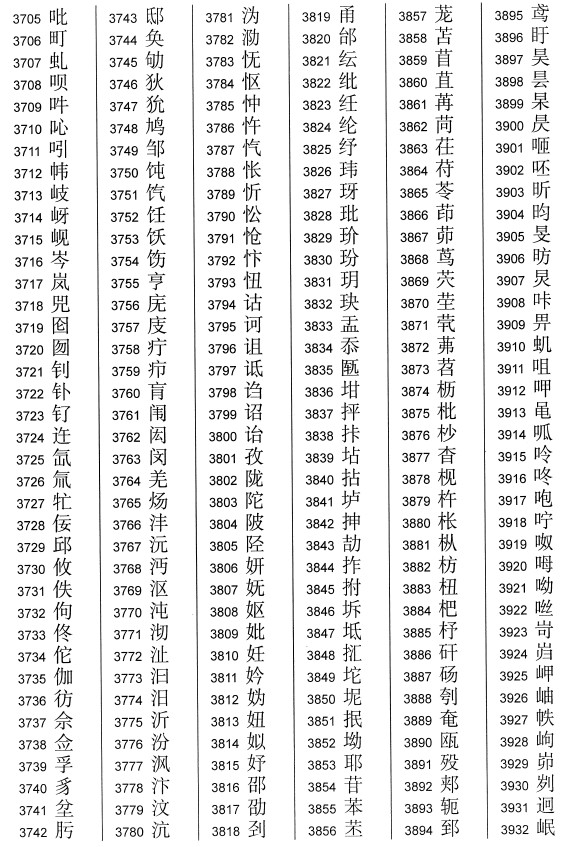 3705 吡
3706 町
3707 虬
3708 呗
3709 吽
3710 吣
3711 吲
3712 帏
3713 岐
3714 岈
3715 岘
3716 岑
3717 岚
3718 兕
3719 囵
3720 囫
3721 钊
3722 钋
3723 钌
3724 迕
3725 氙
3726 氚
3727 牤
3728 佞
3729 邱
3730 攸
3731 佚
3732 佝
3733 佟
3734 佗
3735 伽
3736 彷
3737 佘
3738 佥
3739 孚
3740 豸
3741 坌
3742 肟
3743 邸
3744 奂
3745 劬
3746 狄
3747 狁
3748 鸠
3749 邹
3750 饨
3751 饩
3752 饪
3753 饫
3754 饬
3755 亨
3756 庑
3757 庋
3758 疔
3759 疖
3760 肓
3761 闱
3762 闳
3763 闵
3764 羌
3765 炀
3766 沣
3767 沅
3768 沔
3769 沤
3770 沌
3771 沏
3772 沚
3773 汩
3774 汨
3775 沂
3776 汾
3777 沨
3778 汴
3779 汶
3780 沆
3781 沩
3782 泐
3783 怃
3784 怄
3785 忡
3786 忤
3787 忾
3788 怅
3789 忻
3790 忪
3791 怆
3792 忭
3793 忸
3794 诂
3795 诃
3796 诅
3797 诋
3798 诌
3799 诏
3800 诒
3801 孜
3802 陇
3803 陀
3804 陂
3805 陉
3806 妍
3807 妩
3808 妪
3809 妣
3810 妊
3811 妗
3812 妫
3813 妞
3814 姒
3815 妤
3816 邵
3817 劭
3818 刭
3819 甬
3820 邰
3821 纭
3822 纰
3823 纴
3824 纶
3825 纾
3826 玮
3827 玡
3828 玭
3829 玠
3830 玢
3831 玥
3832 玦
3833 盂
3834 忝
3835 匦
3836 坩
3837 抨
3838 拤
3839 坫
3840 拈
3841 垆
3842 抻
3843 劼
3844 拃
3845 拊
3846 坼
3847 坻
3848 㧟
3849 坨
3850 坭
3851 抿
3852 坳
3853 耶
3854 苷
3855 苯
3856 苤
3857 茏
3858 苫
3859 苜
3860 苴
3861 苒
3862 苘
3863 茌
3864 苻
3865 苓
3866 茚
3867 茆
3868 茑
3869 茓
3870 茔
3871 茕
3872 茀
3873 苕
3874 枥
3875 枇
3876 杪
3877 杳
3878 枧
3879 杵
3880 枨
3881 枞
3882 枋
3883 杻
3884 杷
3885 杼
3886 矸
3887 砀
3888 刳
3889 奄
3890 瓯
3891 殁
3892 郏
3893 轭
3894 郅
3895 鸢
3896 盱
3897 昊
3898 昙
3899 杲
3900 昃
3901 咂
3902 呸
3903 昕
3904 昀
3905 旻
3906 昉
3907 炅
3908 咔
3909 畀
3910 虮
3911 咀
3912 呷
3913 黾
3914 呱
3915 呤
3916 咚
3917 咆
3918 咛
3919 呶
3920 呣
3921 呦
3922 咝
3923 岢
3924 岿
3925 岬
3926 岫
3927 帙
3928 岣
3929 峁
3930 刿
3931 迥
3932 岷